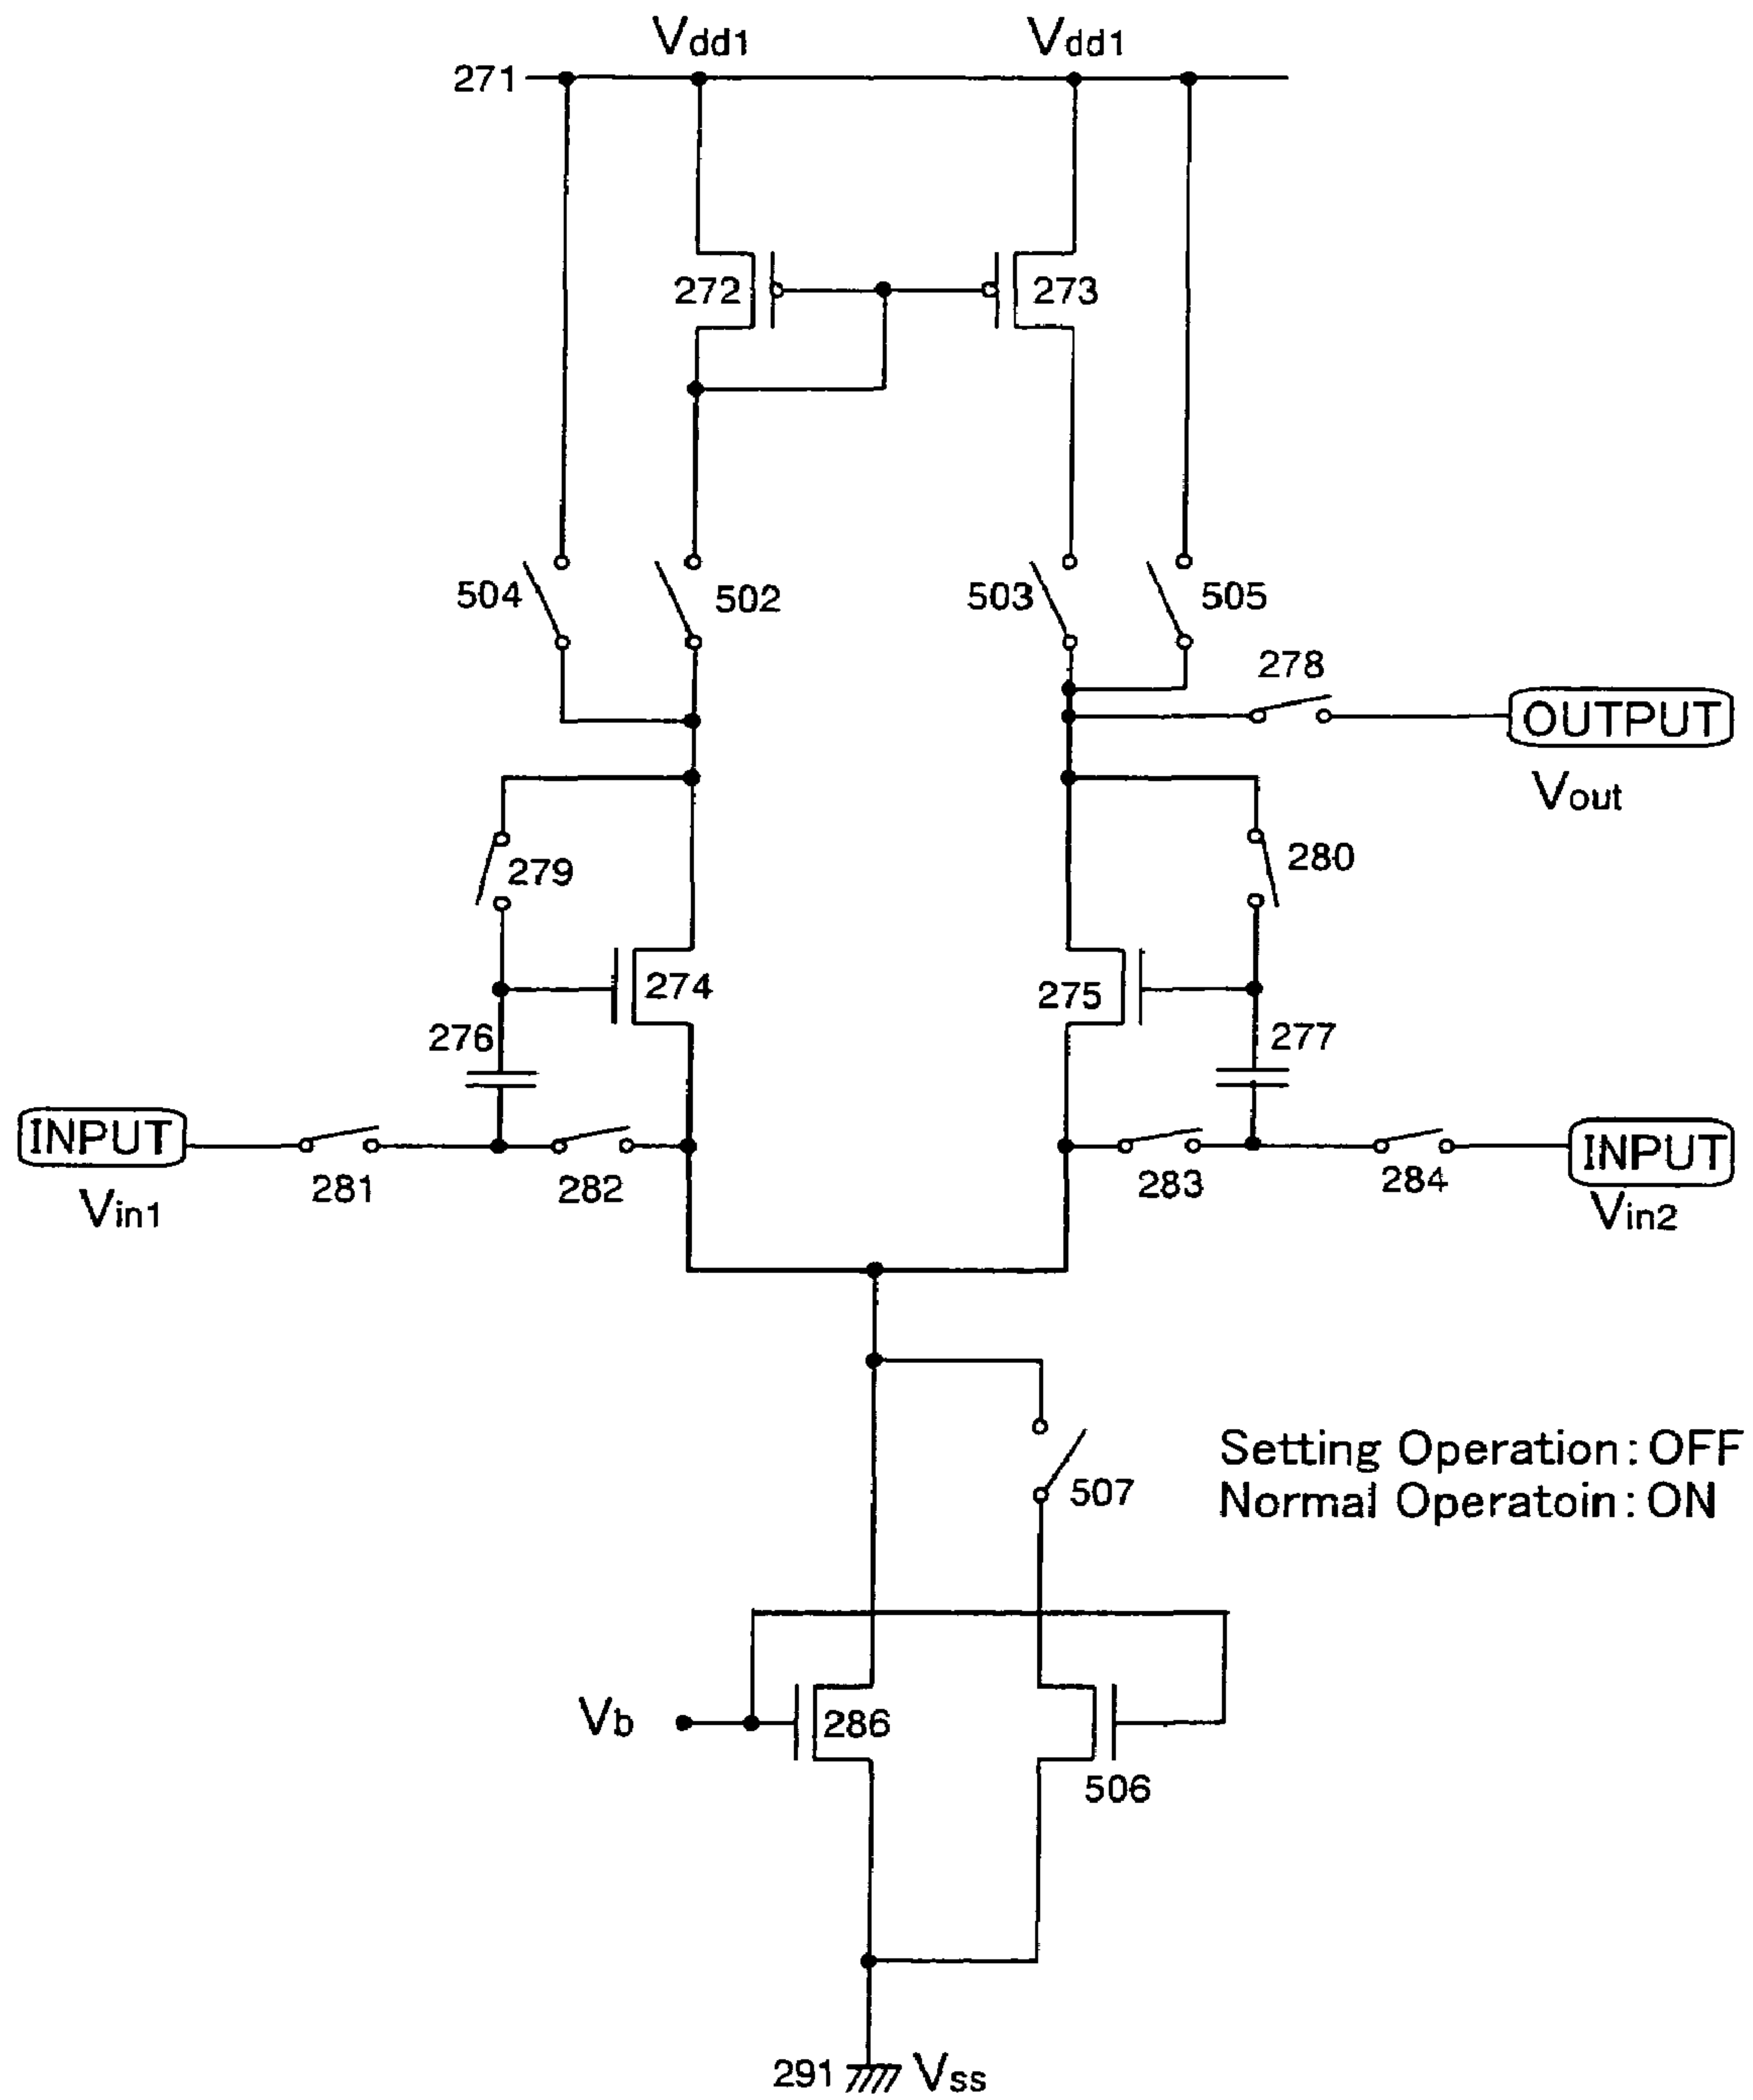 Vdd1 Vdd1
271
272 273
504 502 503 505
278
OUTPUT
Vout
279 280
274 275
276 277
INPUT INPUT
281 282 283 284
Vin1 Vin2
Setting Operation: OFF
507
Normal Operatoin: ON
Vb 286
506
291 Vss